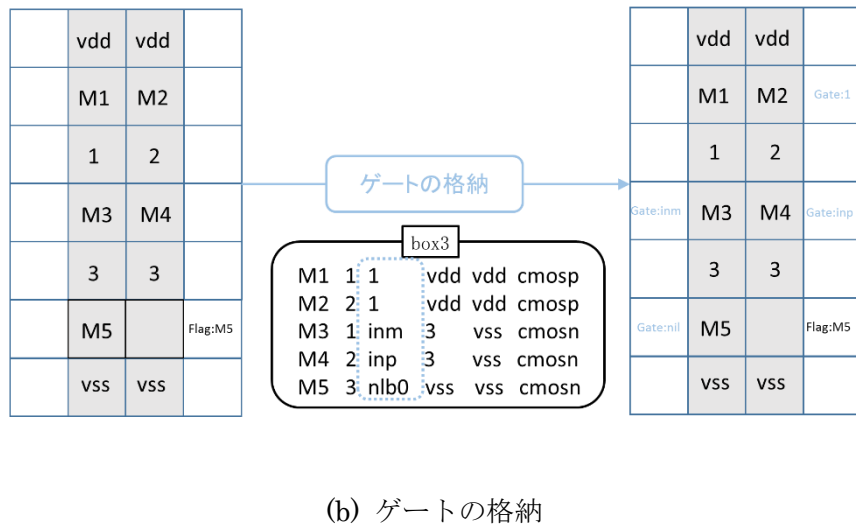 vdd vdd
M1 M2
1 2
M3 M4
3 3
M5 Flag:M5
vss vss
ゲートの格納
box3
M1 1 1 vdd vdd cmosp
M2 2 1 vdd vdd cmosp
M3 1 inm 3 vss cmosn
M4 2 inp 3 vss cmosn
M5 3 nlb0 vss vss cmosn
vdd vdd
M1 M2 Gate:1
1 2
Gate:inm M3 M4 Gate:inp
3 3
Gate:nil M5 Flag:M5
vss vss
(b) ゲートの格納